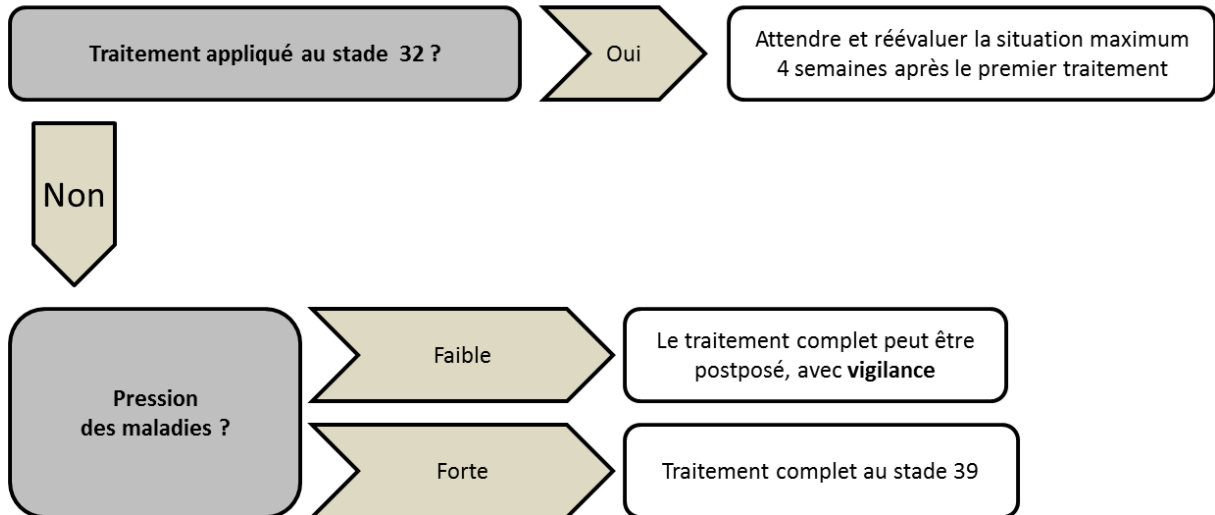 Traitement appliqué au stade 32 ?
Oui
Attendre et réévaluer la situation maximum
4 semaines après le premier traitement
Non
Pression
des maladies ?
Faible
Le traitement complet peut être
postposé, avec vigilance
Forte
Traitement complet au stade 39